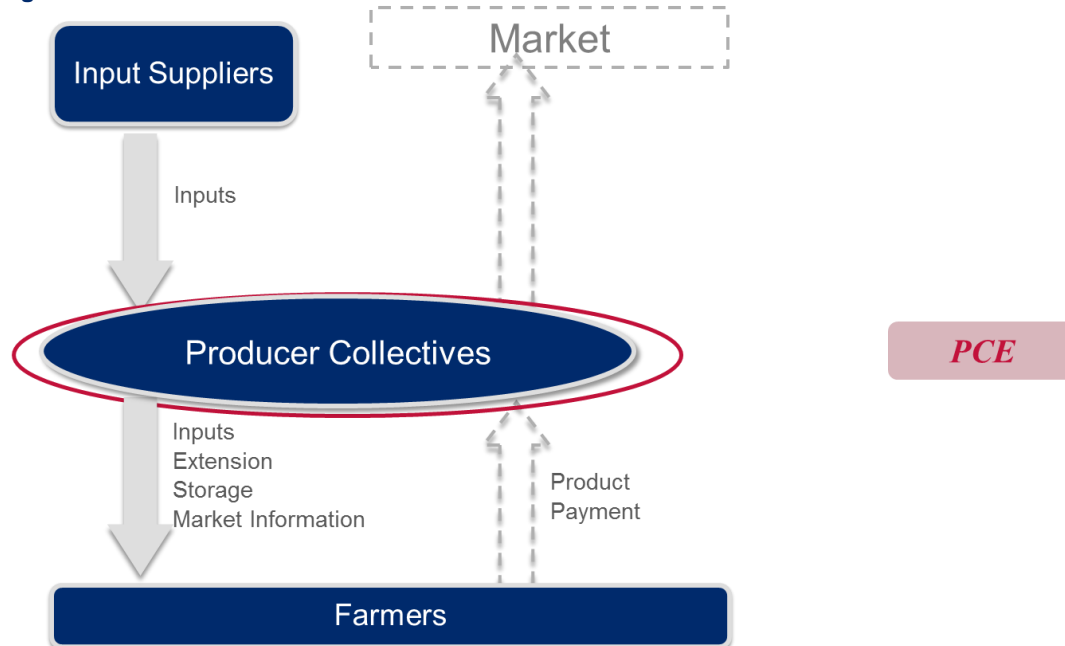 Market
Input Suppliers
Inputs
Producer Collectives
PCE
Inputs
Extension
Storage
Market Information
Product
Payment
Farmers